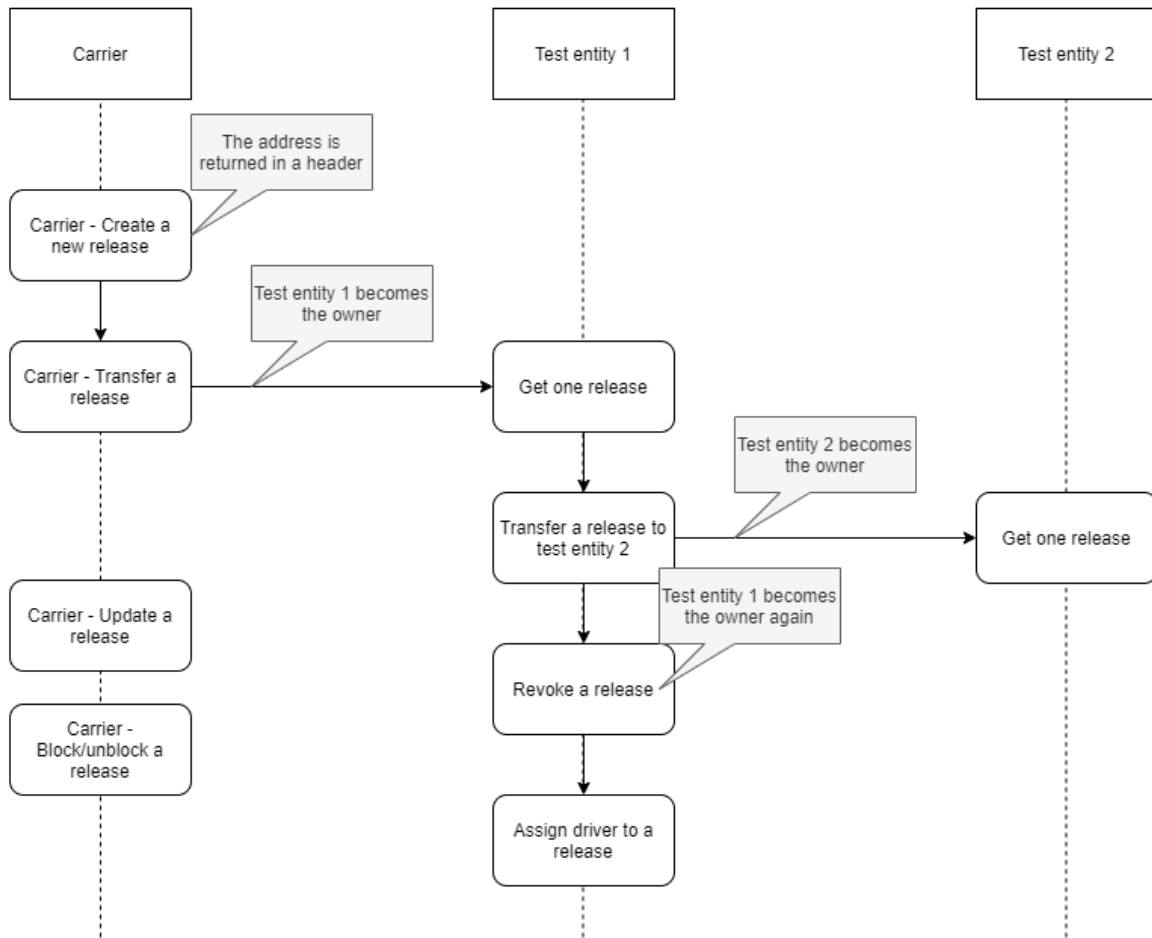 Carrier
Test entity 1
Test entity 2
The address is
returned in a header
Carrier - Create a
new release
Test entity 1 becomes
the owner
Carrier - Transfer a
release
Get one release
Test entity 2 becomes
the owner
Transfer a release to
test entity 2
Get one release
Test entity 1 becomes
the owner again
Carrier - Update a
release
Revoke a release
Carrier -
Block/unblock a
release
Assign driver to a
release